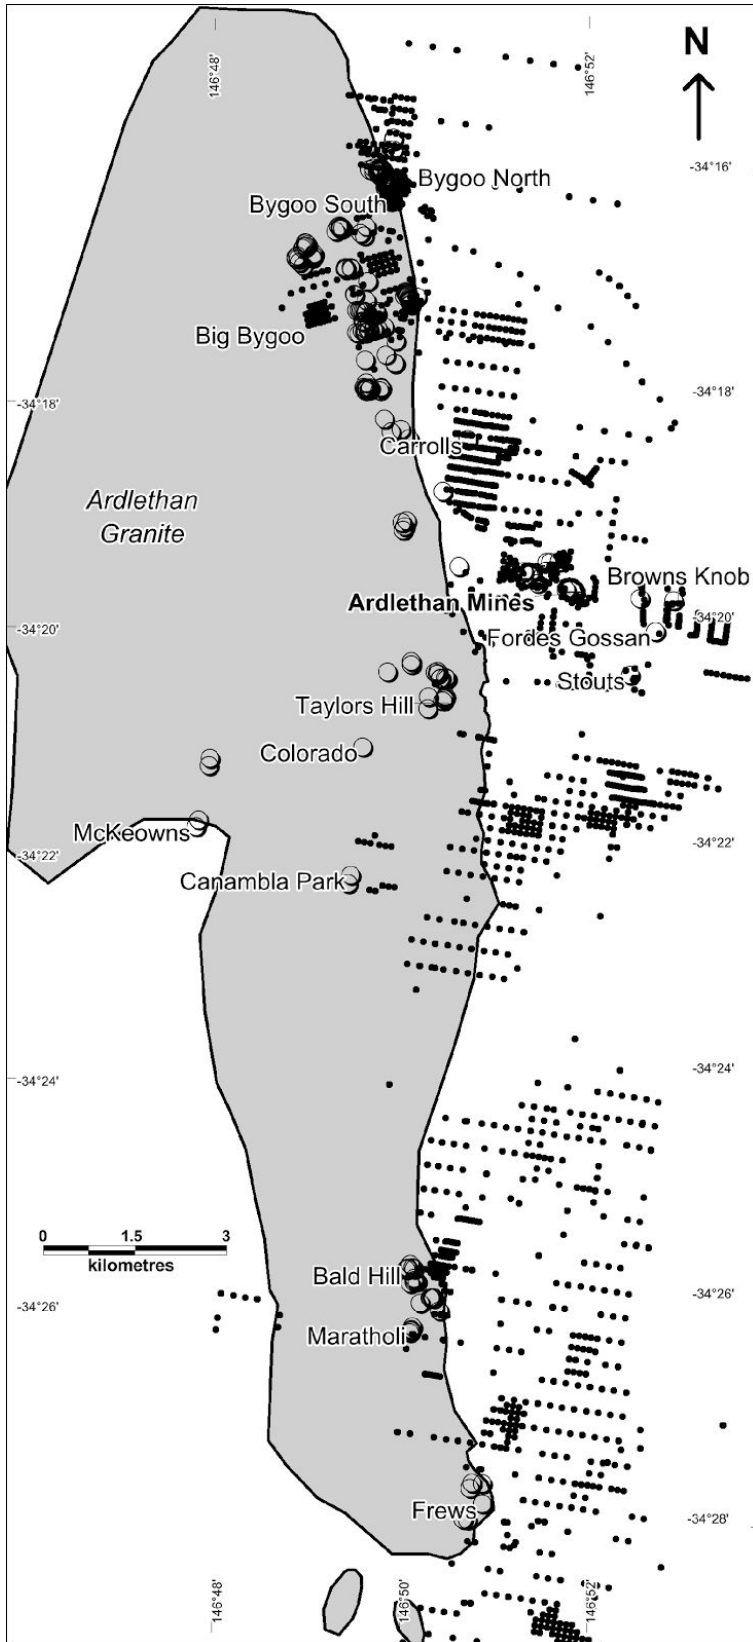 146°48'
146°52'
N
-34°16'
Bygoo North
Bygoo South
Big Bygoo
-34°18'
-34°18'
Carrolls
Ardlethan
Granite
Browns Knob
Ardlethan Mines
-34°20'
-34°20'
Fordes Gossan
Stouts
Taylors Hill
Colorado
McKeowns
-34°22'
-34°22'
Canambla Park
-34°24'
-34°24'
0 1.5 3
kilometres
Bald Hill
-34°26'
-34°26'
Maratholi
Frews
-34°28'
146°48'
146°50'
146°52'